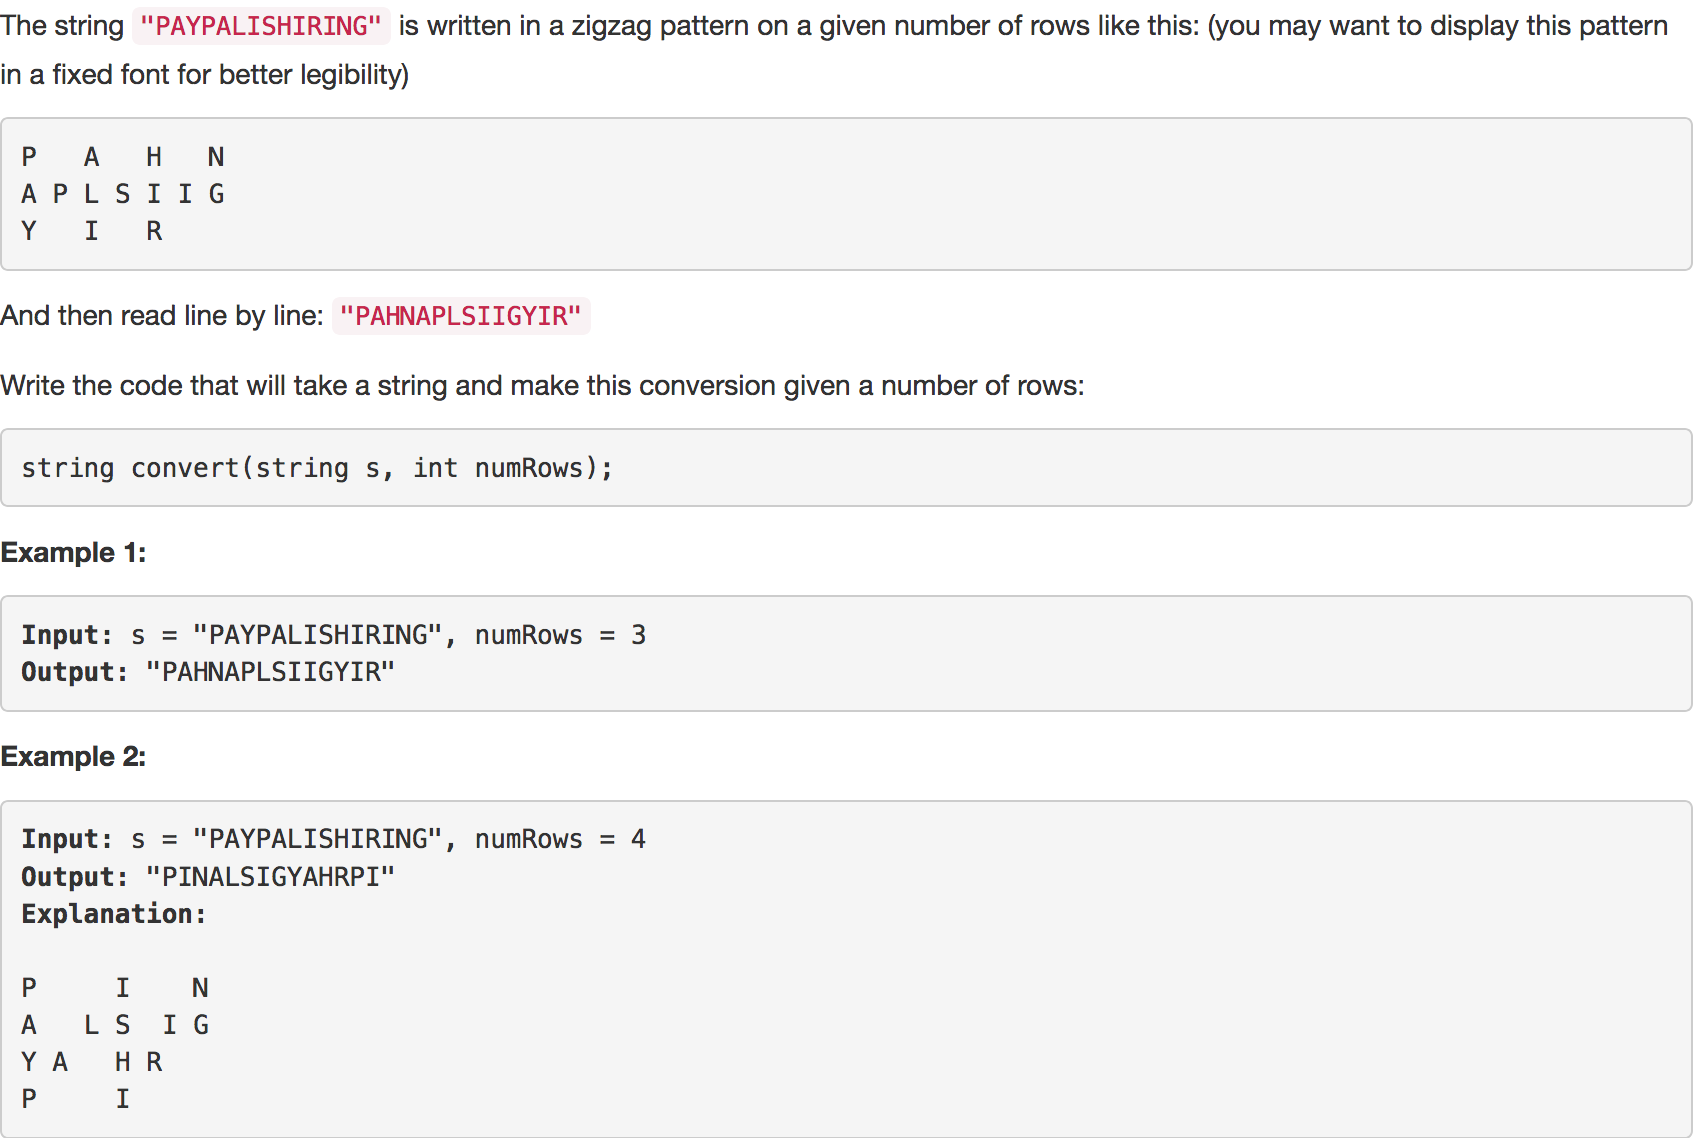 The string "PAYPALISHIRING" is written in a zigzag pattern on a given number of rows like this: (you may want to display this pattern
in a fixed font for better legibility)
P   A   H   N
A P L S I I G
Y   I   R
And then read line by line: "PAHNAPLSIIGYIR"
Write the code that will take a string and make this conversion given a number of rows:
string convert(string s, int numRows);
Example 1:
Input: s = "PAYPALISHIRING", numRows = 3
Output: "PAHNAPLSIIGYIR"
Example 2:
Input: s = "PAYPALISHIRING", numRows = 4
Output: "PINALSIGYAHRPI"
Explanation:
P     I    N
A   L S  I G
Y A   H R
P     I